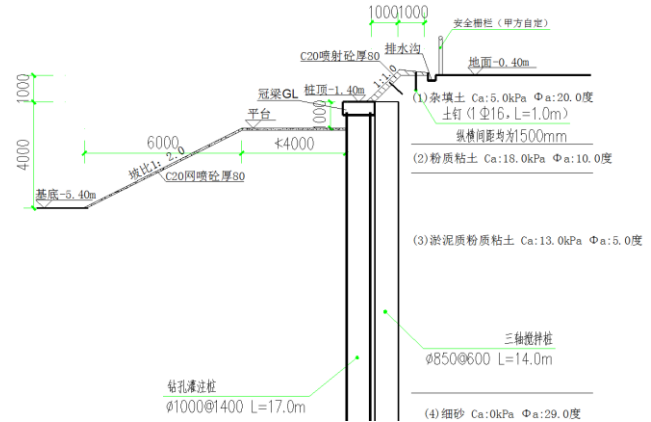 1000 1000
安全栅栏（甲方自定）
C20喷射砼厚80
排水沟
1:1.0
地面-0.40m
1000
冠梁GL
桩顶-1.40m
(1)杂填土 Ca:5.0kPa Φa:20.0度
土钉(1Φ16,L=1.0m)
纵横间距均为1500mm
平台
1000
4000
6000
≮4000
(2)粉质粘土 Ca:18.0kPa Φa:10.0度
坡比1: 2.0
C20网喷砼厚80
基底-5.40m
(3)淤泥质粉质粘土 Ca:13.0kPa Φa:5.0度
三轴搅拌桩
Ø850@600 L=14.0m
钻孔灌注桩
Ø1000@1400 L=17.0m
(4)细砂 Ca:0kPa Φa:29.0度